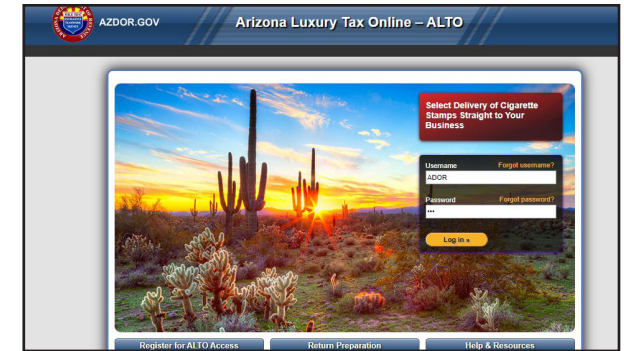 AZDOR.GOV
Arizona Luxury Tax Online – ALTO
Select Delivery of Cigarette
Stamps Straight to Your
Business
Username Forgot username?
ADOR
Password Forgot password?
•••
Log in »
Register for ALTO Access
Return Preparation
Help & Resources